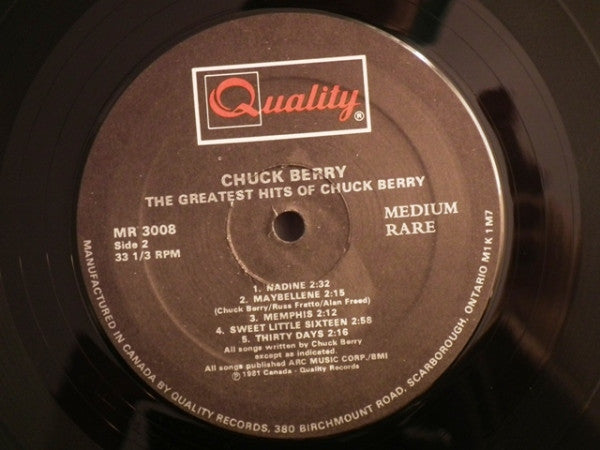 Quality®
CHUCK BERRY
THE GREATEST HITS OF CHUCK BERRY
MR 3008
Side 2
33 1/3 RPM
MEDIUM
RARE
1. NADINE 2:32
2. MAYBELLENE 2:15
(Chuck Berry/Russ Fratto/Alan Freed)
3. MEMPHIS 2:12
4. SWEET LITTLE SIXTEEN 2:58
5. THIRTY DAYS 2:16
All songs written by Chuck Berry
except as indicated
All songs published ARC MUSIC CORP./BMI
Ⓟ 1981 Canada - Quality Records
MANUFACTURED IN CANADA BY QUALITY RECORDS, 380 BIRCHMOUNT ROAD, SCARBOROUGH, ONTARIO M1K 1M7